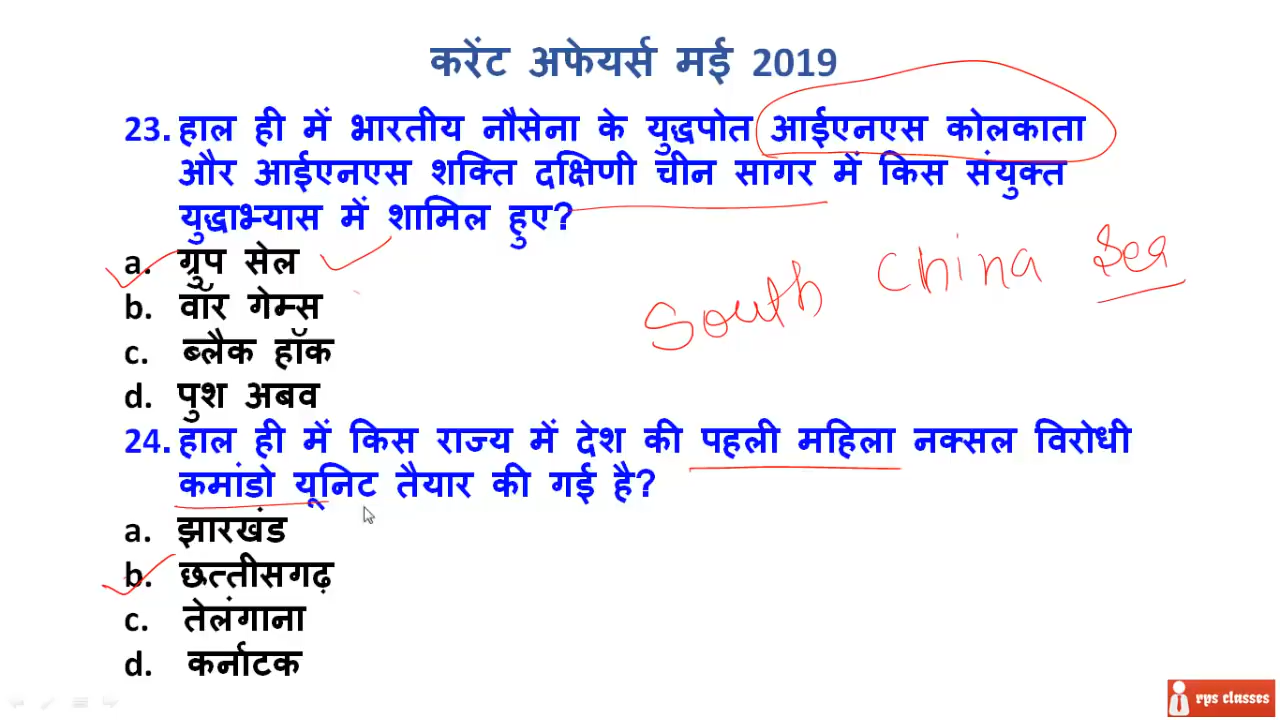 करेंट अफेयर्स मई 2019
23. हाल ही में भारतीय नौसेना के युद्धपोत आईएनएस कोलकाता
और आईएनएस शक्ति दक्षिणी चीन सागर में किस संयुक्त
युद्धाभ्यास में शामिल हुए?
a. ग्रुप सेल
b. वॉर गेम्स
c. ब्लैक हॉक
d. पुश अबव
South China Sea
24. हाल ही में किस राज्य में देश की पहली महिला नक्सल विरोधी
कमांडो यूनिट तैयार की गई है?
a. झारखंड
b. छत्तीसगढ़
c. तेलंगाना
d. कर्नाटक
rps classes